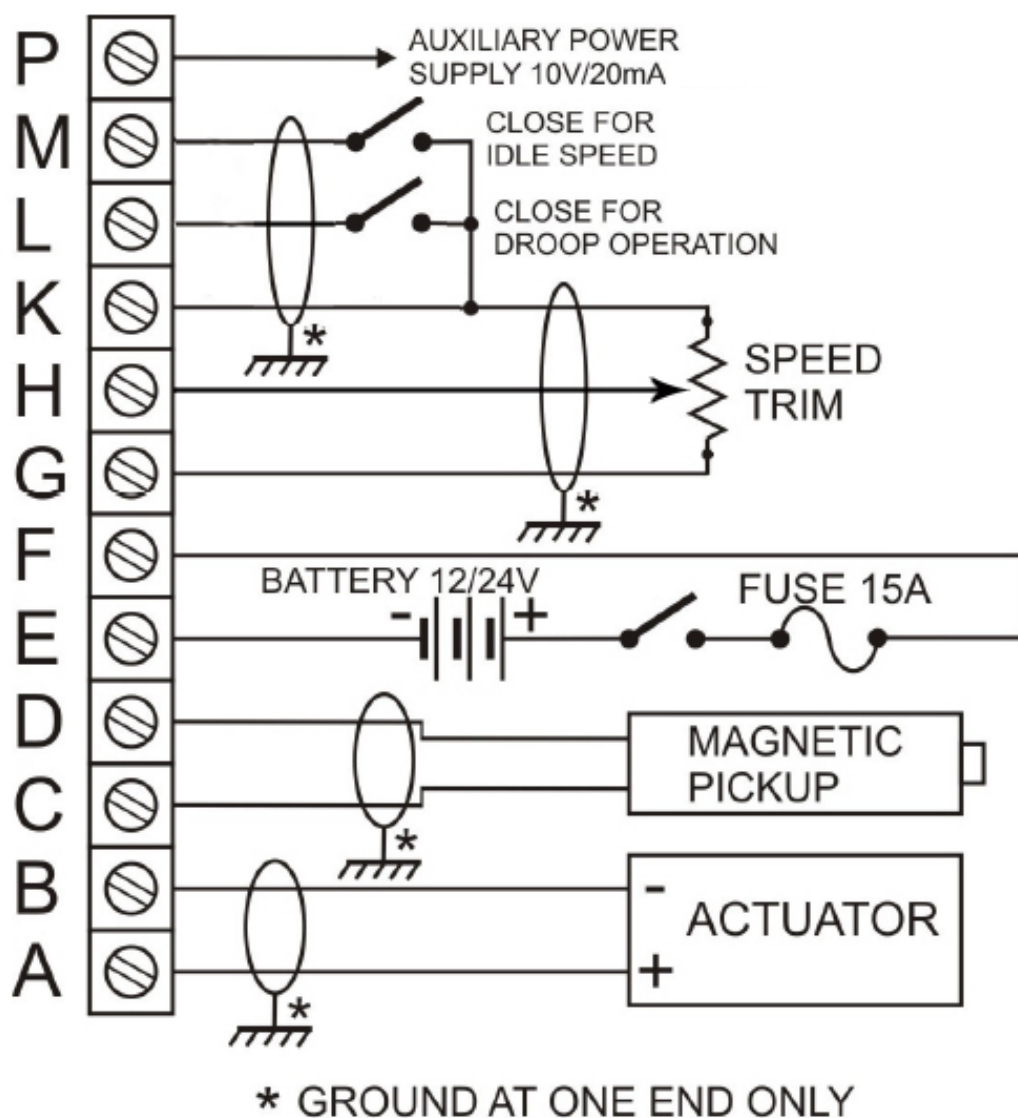 P
AUXILIARY POWER
SUPPLY 10V/20mA
M
CLOSE FOR
IDLE SPEED
L
CLOSE FOR
DROOP OPERATION
K
*
H
SPEED
TRIM
G
*
F
BATTERY 12/24V
FUSE 15A
- +
E
D
MAGNETIC
PICKUP
C
*
B
-
ACTUATOR
A
+
*
* GROUND AT ONE END ONLY